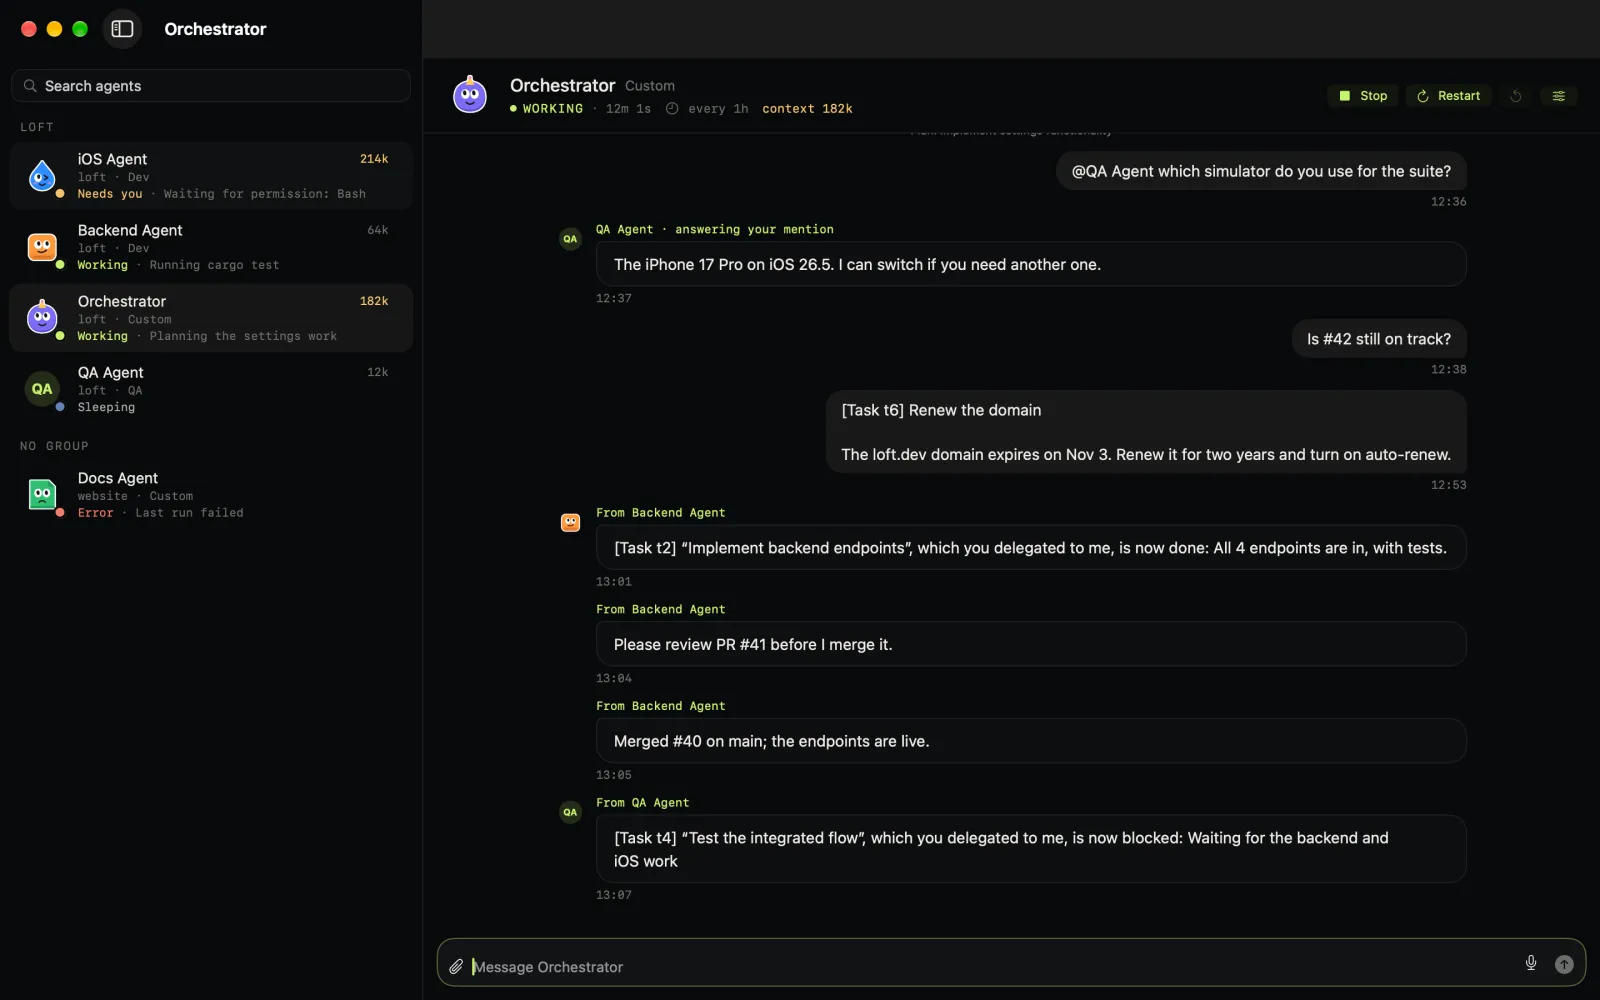 Orchestrator
Search agents
LOFT
iOS Agent
214k
loft · Dev
Needs you · Waiting for permission: Bash
Backend Agent
64k
loft · Dev
Working · Running cargo test
Orchestrator
182k
loft · Custom
Working · Planning the settings work
QA
QA Agent
12k
loft · QA
Sleeping
NO GROUP
Docs Agent
website · Custom
Error · Last run failed
Orchestrator Custom
WORKING · 12m 1s every 1h context 182k
Stop
Restart
@QA Agent which simulator do you use for the suite?
12:36
QA
QA Agent · answering your mention
The iPhone 17 Pro on iOS 26.5. I can switch if you need another one.
12:37
Is #42 still on track?
12:38
[Task t6] Renew the domain
The loft.dev domain expires on Nov 3. Renew it for two years and turn on auto-renew.
12:53
From Backend Agent
[Task t2] “Implement backend endpoints”, which you delegated to me, is now done: All 4 endpoints are in, with tests.
13:01
From Backend Agent
Please review PR #41 before I merge it.
13:04
From Backend Agent
Merged #40 on main; the endpoints are live.
13:05
QA
From QA Agent
[Task t4] “Test the integrated flow”, which you delegated to me, is now blocked: Waiting for the backend and
iOS work
13:07
Message Orchestrator